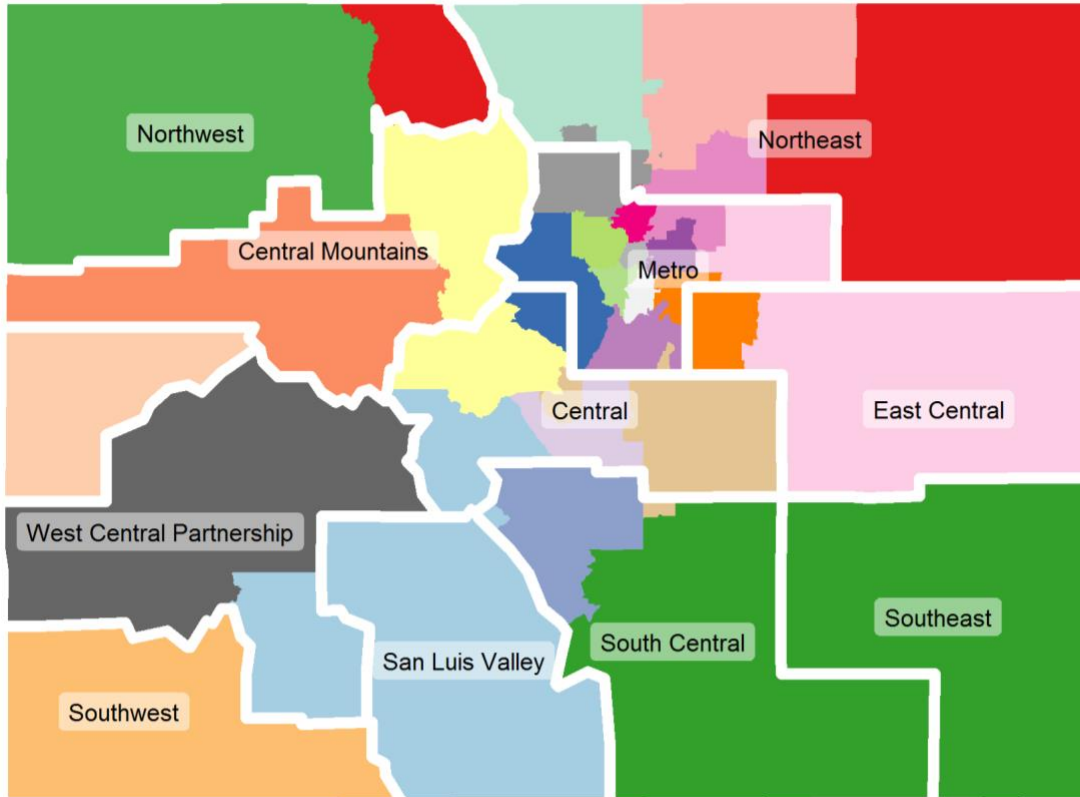 Northwest
Northeast
Central Mountains
Metro
Central
East Central
West Central Partnership
Southeast
South Central
San Luis Valley
Southwest